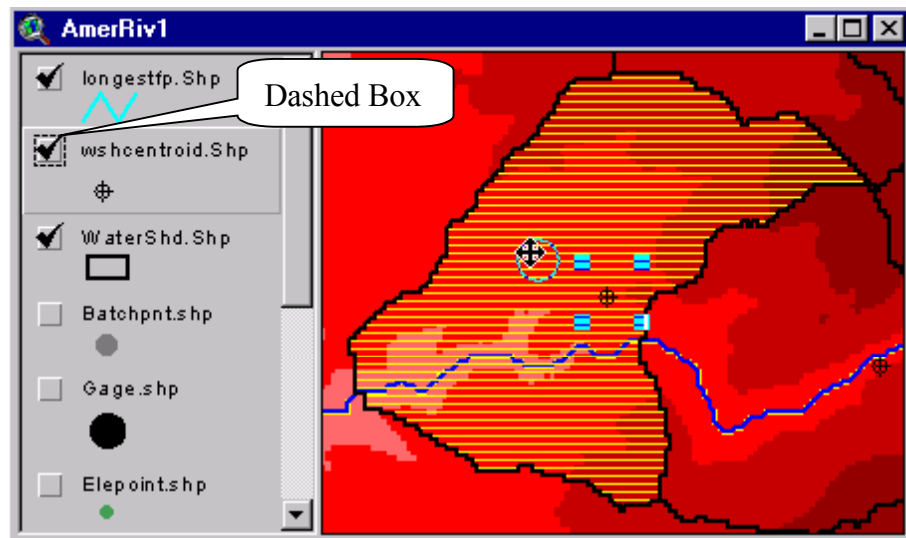 AmerRiv1
longestfp.Shp
Dashed Box
wshcentroid.Shp
WaterShd.Shp
Batchpnt.shp
Gage.shp
Elepoint.shp